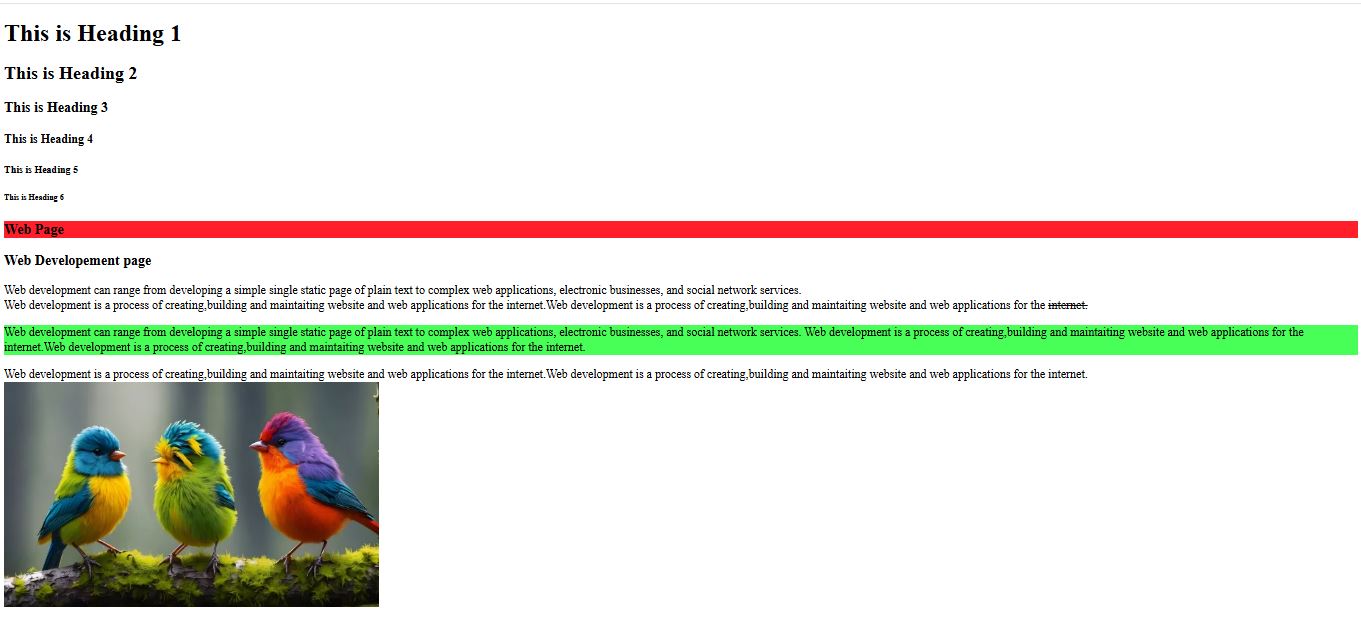 This is Heading 1
This is Heading 2
This is Heading 3
This is Heading 4
This is Heading 5
This is Heading 6
Web Page
Web Developement page
Web development can range from developing a simple single static page of plain text to complex web applications, electronic businesses, and social network services.
Web development is a process of creating,building and maintaiting website and web applications for the internet.Web development is a process of creating,building and maintaiting website and web applications for the internet.
Web development can range from developing a simple single static page of plain text to complex web applications, electronic businesses, and social network services. Web development is a process of creating,building and maintaiting website and web applications for the
internet.Web development is a process of creating,building and maintaiting website and web applications for the internet.
Web development is a process of creating,building and maintaiting website and web applications for the internet.Web development is a process of creating,building and maintaiting website and web applications for the internet.